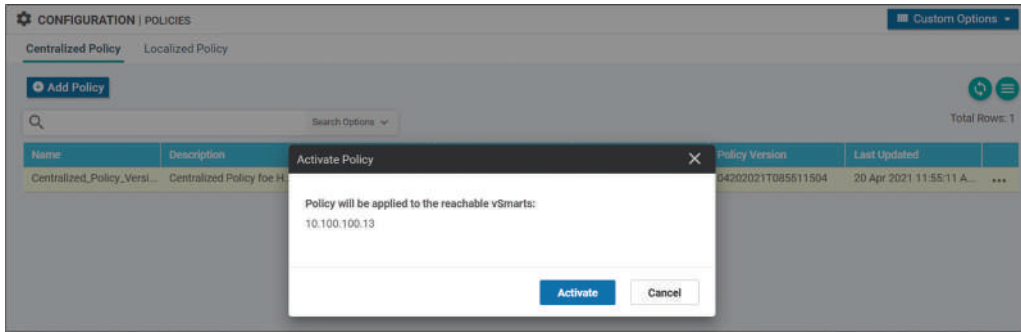 CONFIGURATION | POLICIES
Custom Options
Centralized Policy Localized Policy
Add Policy
Search Options
Total Rows: 1
Name Description Policy Version Last Updated
Centralized_Policy_Versi... Centralized Policy foe H... 04202021T085511504 20 Apr 2021 11:55:11 A...
Activate Policy
Policy will be applied to the reachable vSmarts:
10.100.100.13
Activate Cancel